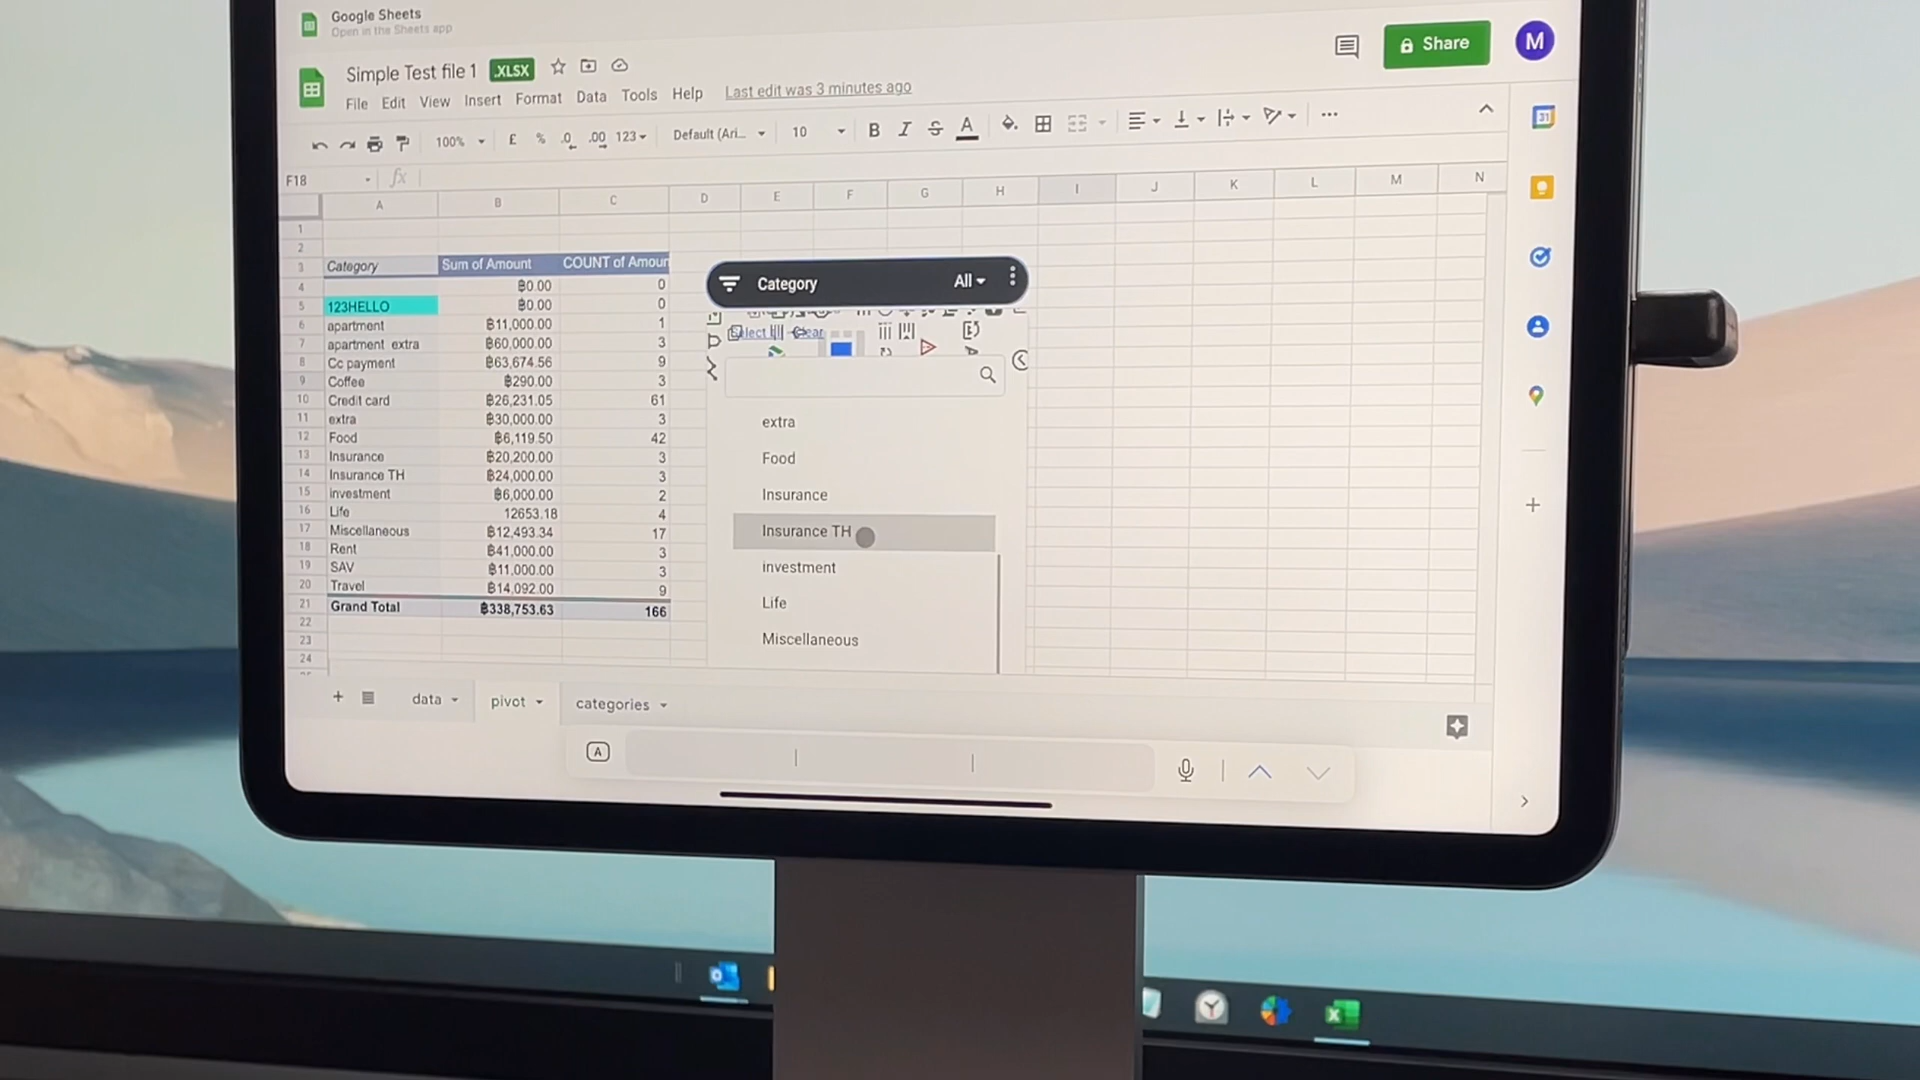 Google Sheets
Open in the Sheets app
Simple Test file 1 .XLSX
Share
M
File Edit View Insert Format Data Tools Help Last edit was 3 minutes ago
100% £ % .0 .00 123 Default (Ari... 10 B I S A
31
F18 fx
A B C D E F G H I J K L M N
1
2
3 Category Sum of Amount COUNT of Amour
4 ฿0.00 0
5 123HELLO ฿0.00 0
6 apartment ฿11,000.00 1
7 apartment extra ฿60,000.00 3
8 Cc payment ฿63,674.56 9
9 Coffee ฿290.00 3
10 Credit card ฿26,231.05 61
11 extra ฿30,000.00 3
12 Food ฿6,119.50 42
13 Insurance ฿20,200.00 3
14 Insurance TH ฿24,000.00 3
15 investment ฿6,000.00 2
16 Life 12653.18 4
17 Miscellaneous ฿12,493.34 17
18 Rent ฿41,000.00 3
19 SAV ฿11,000.00 3
20 Travel ฿14,092.00 9
21 Grand Total ฿338,753.63 166
22
23
24
Category All
Clear
extra
Food
Insurance
Insurance TH
investment
Life
Miscellaneous
data pivot categories
A